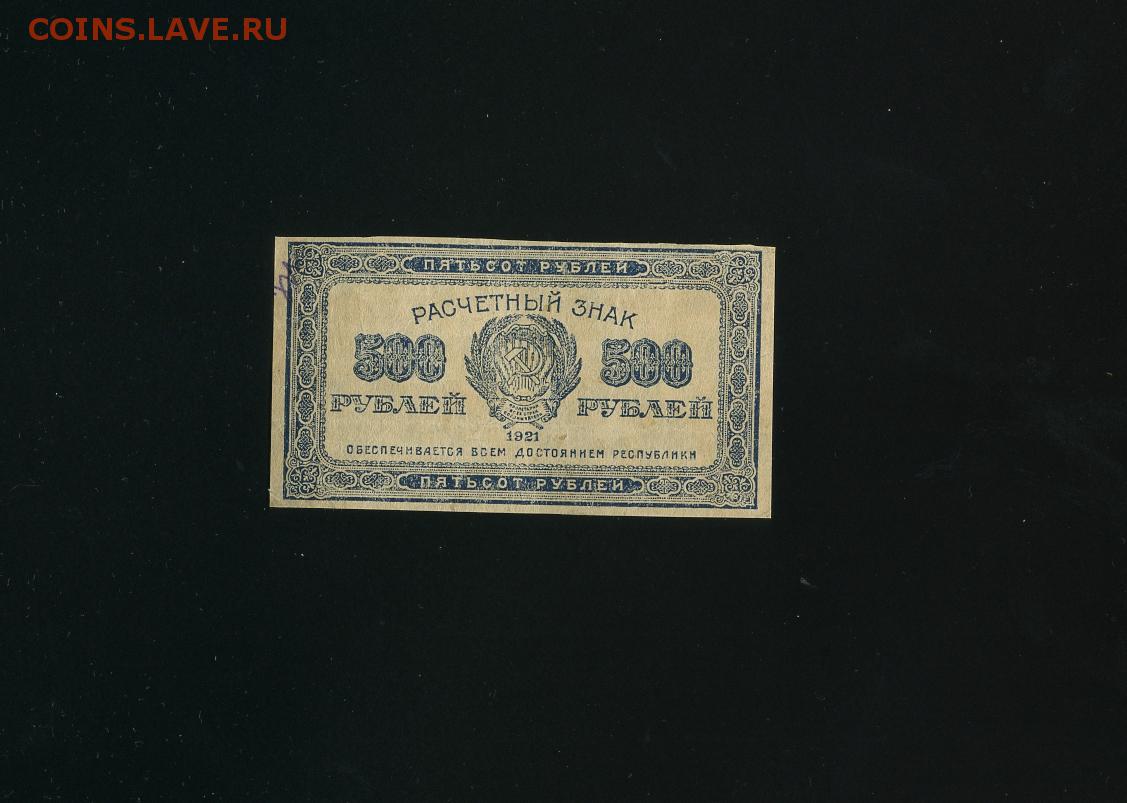 COINS.LAVE.RU
ПЯТЬСОТ РУБЛЕЙ
РАСЧЕТНЫЙ ЗНАК
500 500
РУБЛЕЙ РУБЛЕЙ
1921
ОБЕСПЕЧИВАЕТСЯ ВСЕМ ДОСТОЯНИЕМ РЕСПУБЛИКИ
ПЯТЬСОТ РУБЛЕЙ